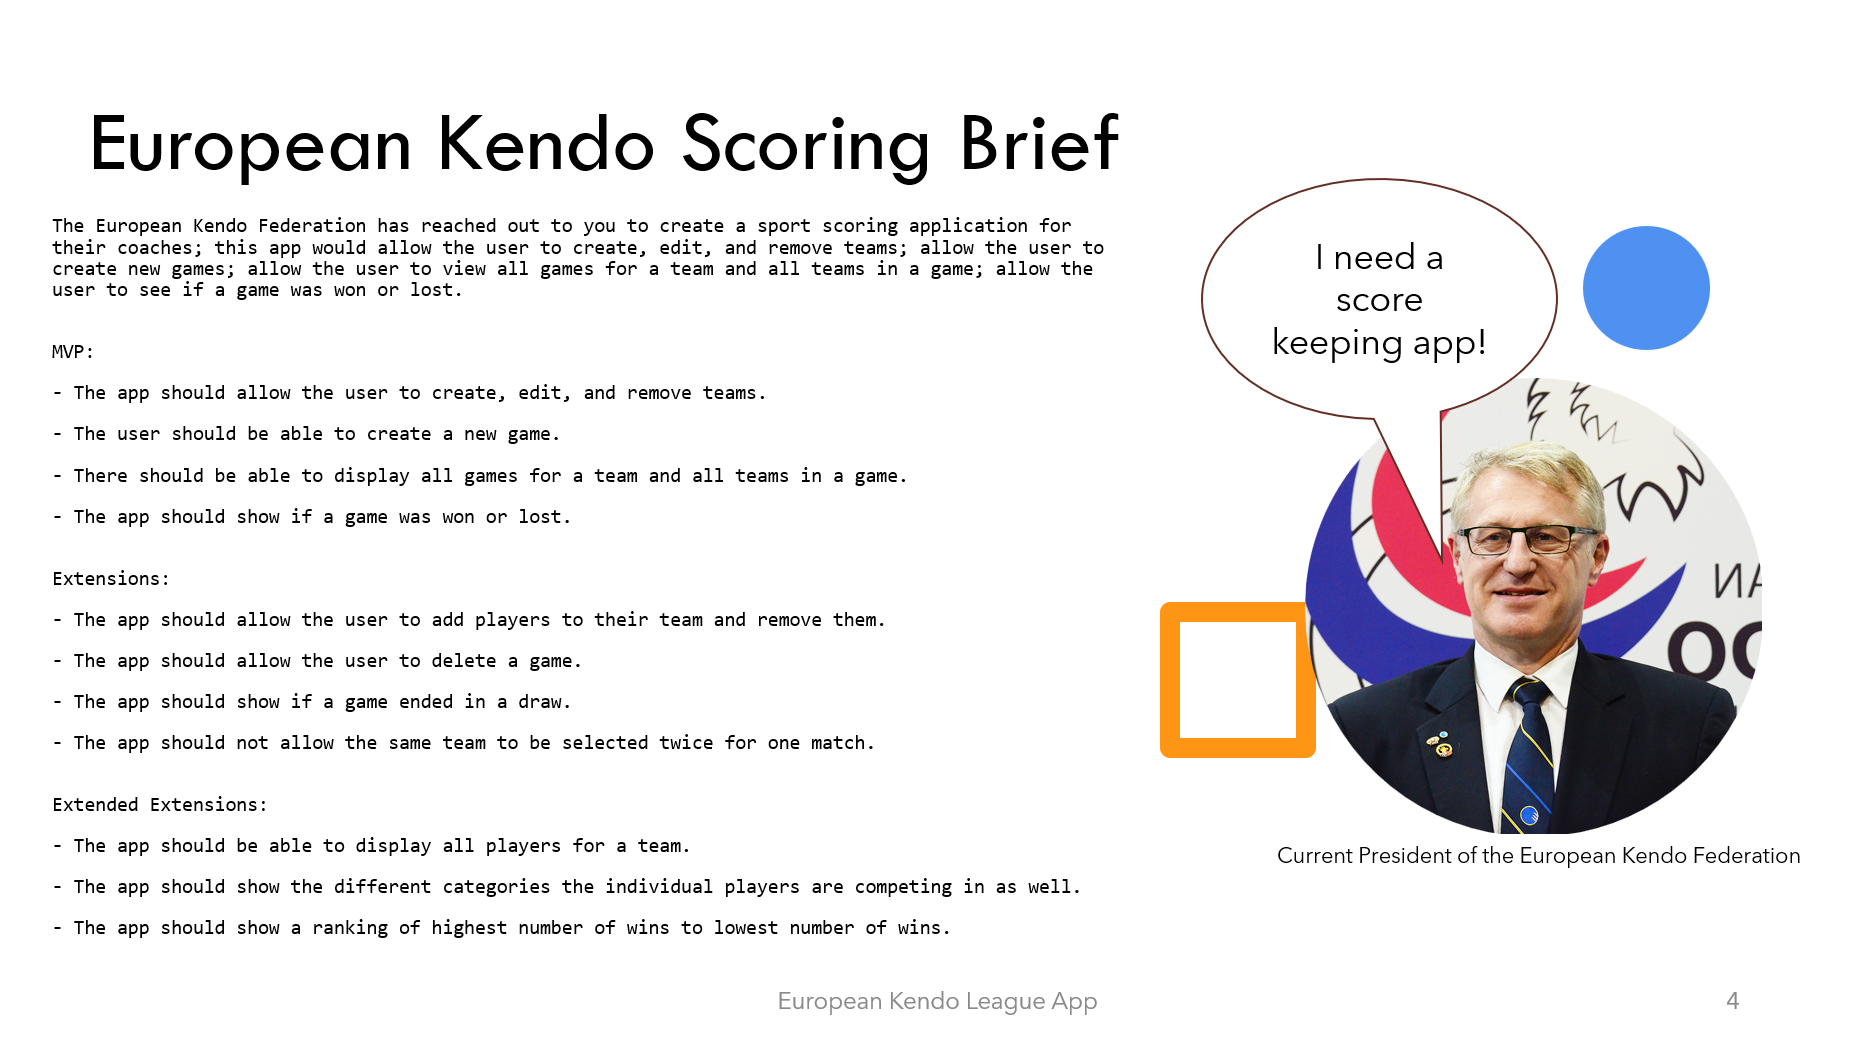 European Kendo Scoring Brief
The European Kendo Federation has reached out to you to create a sport scoring application for
their coaches; this app would allow the user to create, edit, and remove teams; allow the user to
create new games; allow the user to view all games for a team and all teams in a game; allow the
user to see if a game was won or lost.
MVP:
- The app should allow the user to create, edit, and remove teams.
- The user should be able to create a new game.
- There should be able to display all games for a team and all teams in a game.
- The app should show if a game was won or lost.
Extensions:
- The app should allow the user to add players to their team and remove them.
- The app should allow the user to delete a game.
- The app should show if a game ended in a draw.
- The app should not allow the same team to be selected twice for one match.
Extended Extensions:
- The app should be able to display all players for a team.
- The app should show the different categories the individual players are competing in as well.
- The app should show a ranking of highest number of wins to lowest number of wins.
I need a
score
keeping app!
Current President of the European Kendo Federation
European Kendo League App
4